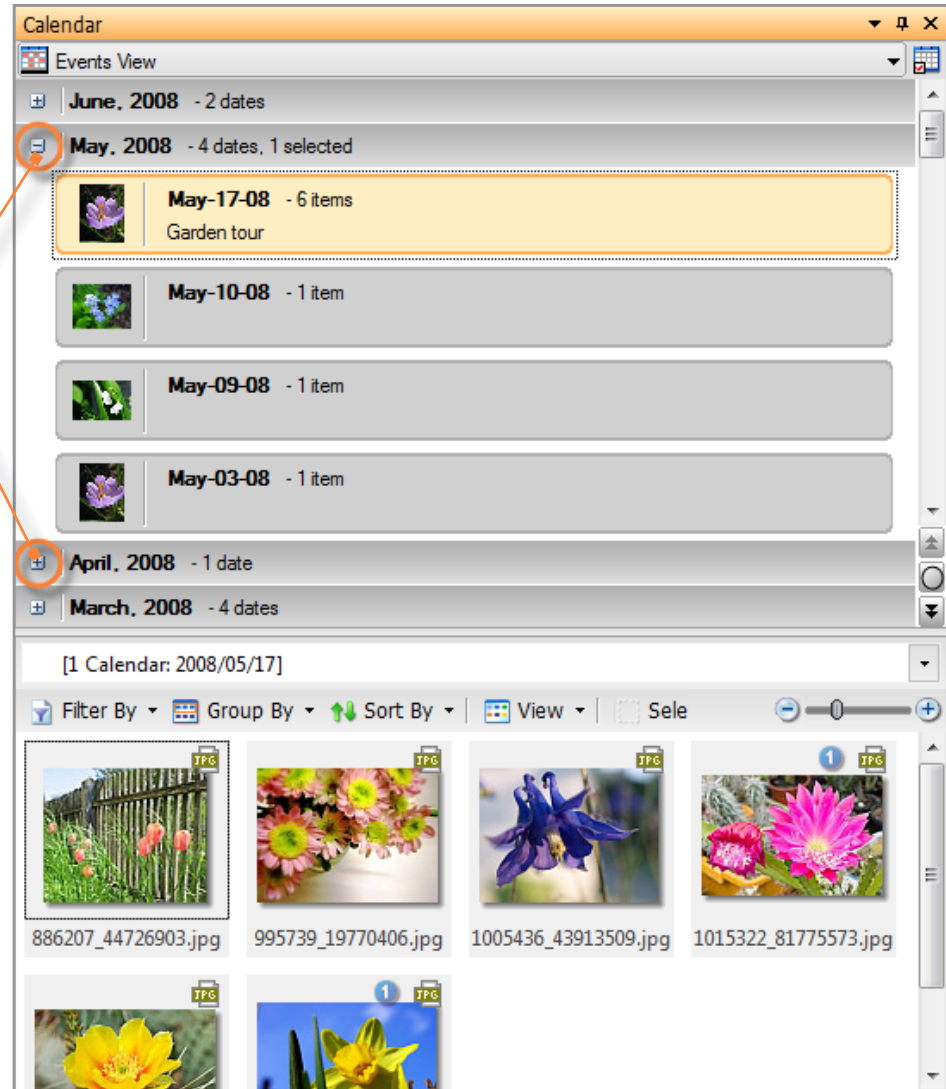 Calendar
Events View
June, 2008 - 2 dates
May, 2008 - 4 dates, 1 selected
May-17-08 - 6 items
Garden tour
May-10-08 - 1 item
May-09-08 - 1 item
May-03-08 - 1 item
April, 2008 - 1 date
March, 2008 - 4 dates
[1 Calendar: 2008/05/17]
Filter By Group By Sort By View Sele
JPG JPG JPG 1 JPG
886207_44726903.jpg 995739_19770406.jpg 1005436_43913509.jpg 1015322_81775573.jpg
JPG 1 JPG